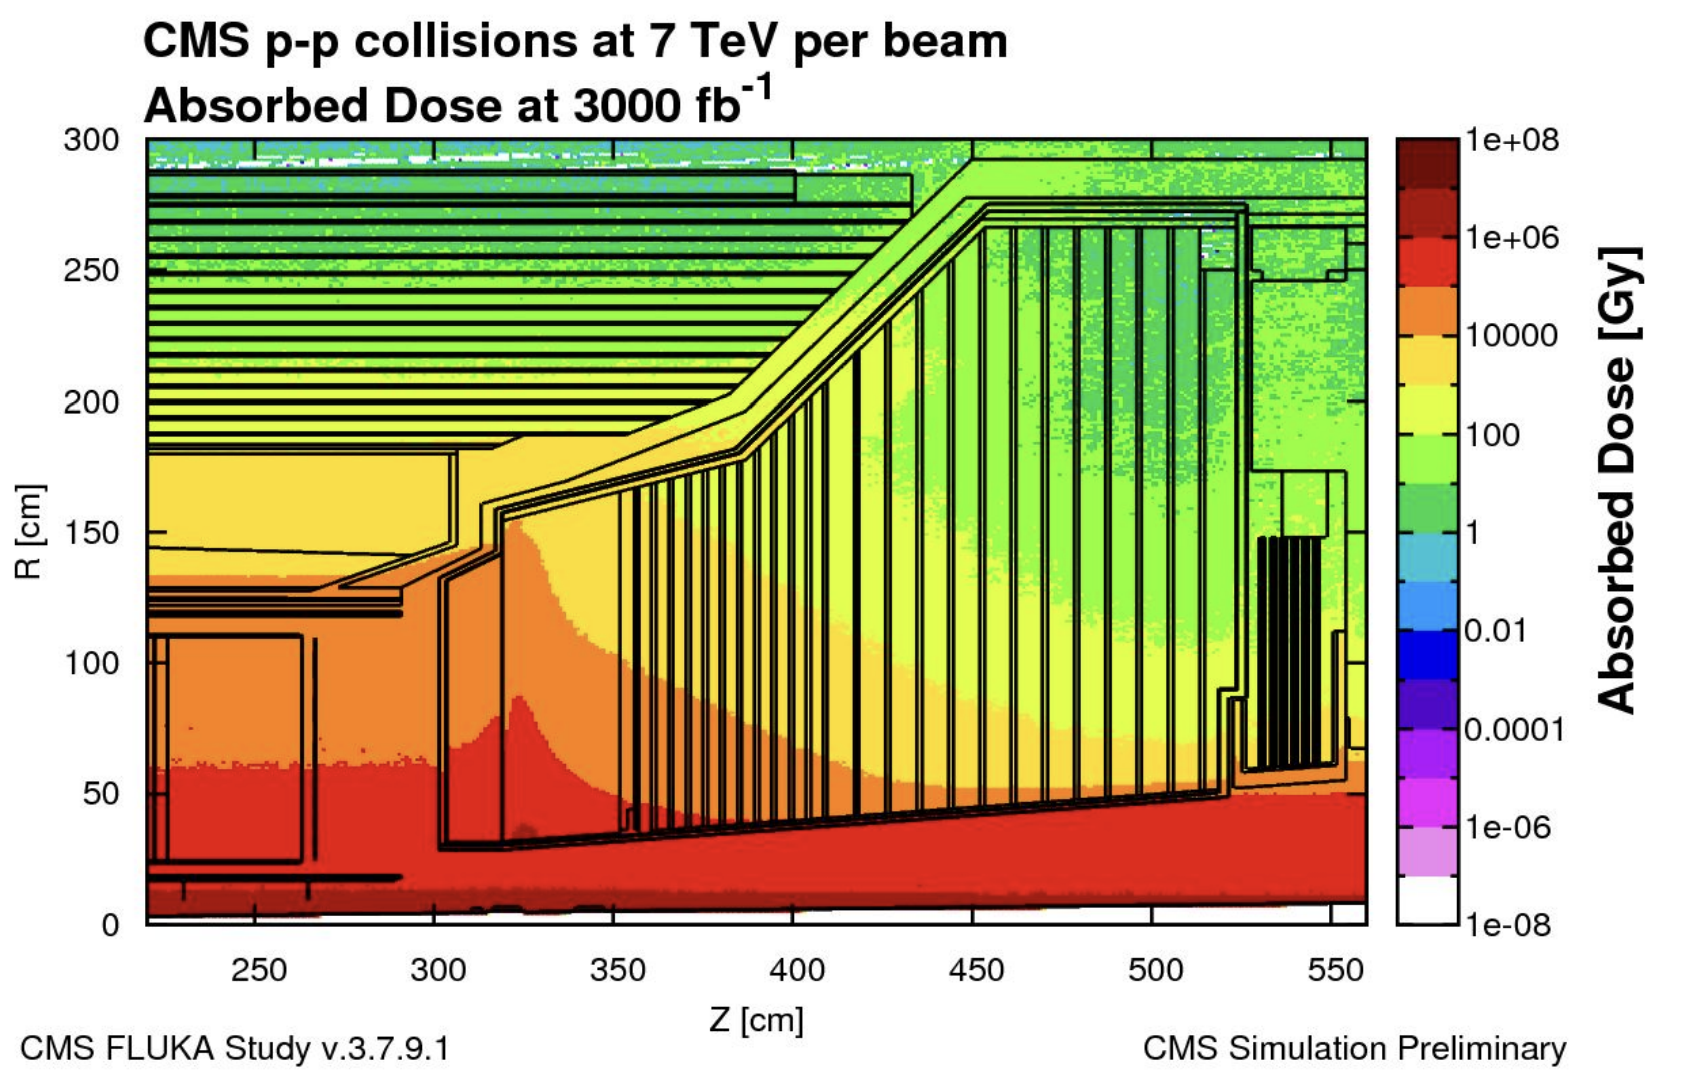 CMS p-p collisions at 7 TeV per beam
Absorbed Dose at 3000 fb⁻¹
300
250
200
150
100
50
0
R [cm]
250
300
350
400
450
500
550
Z [cm]
1e+08
1e+06
10000
100
1
0.01
0.0001
1e-06
1e-08
Absorbed Dose [Gy]
CMS FLUKA Study v.3.7.9.1
CMS Simulation Preliminary